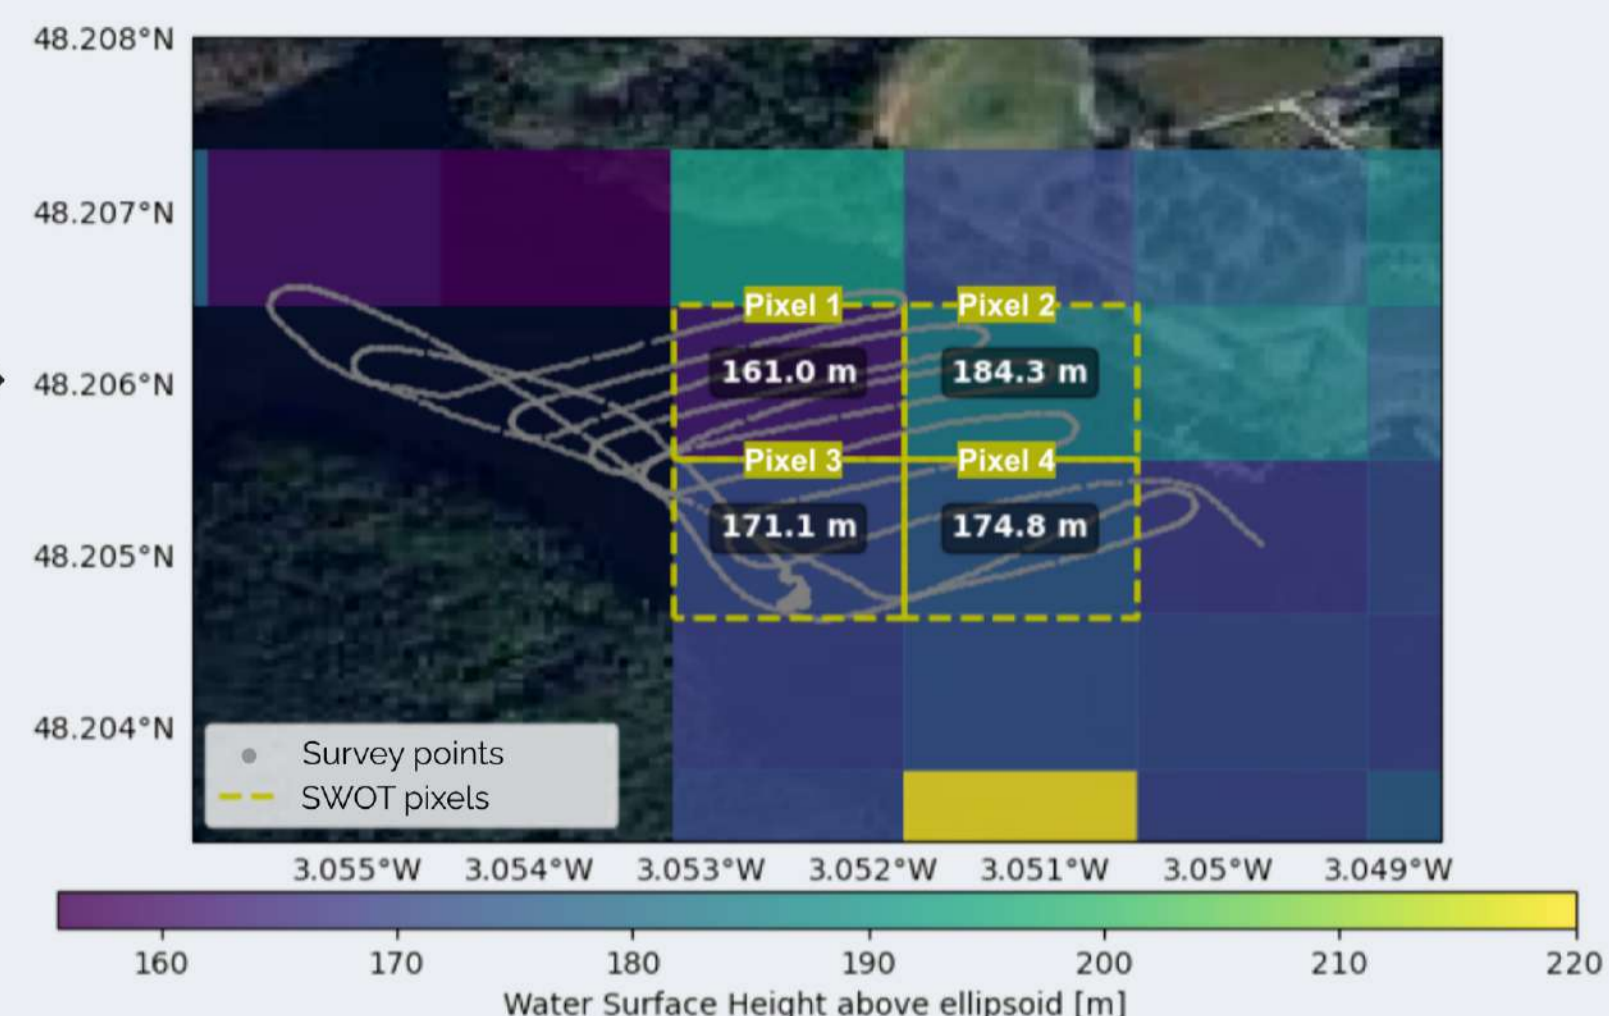 48.208°N
48.207°N
48.206°N
48.205°N
48.204°N
Pixel 1 Pixel 2
161.0 m 184.3 m
Pixel 3 Pixel 4
171.1 m 174.8 m
Survey points
SWOT pixels
3.055°W 3.054°W 3.053°W 3.052°W 3.051°W 3.05°W 3.049°W
160 170 180 190 200 210 220
Water Surface Height above ellipsoid [m]